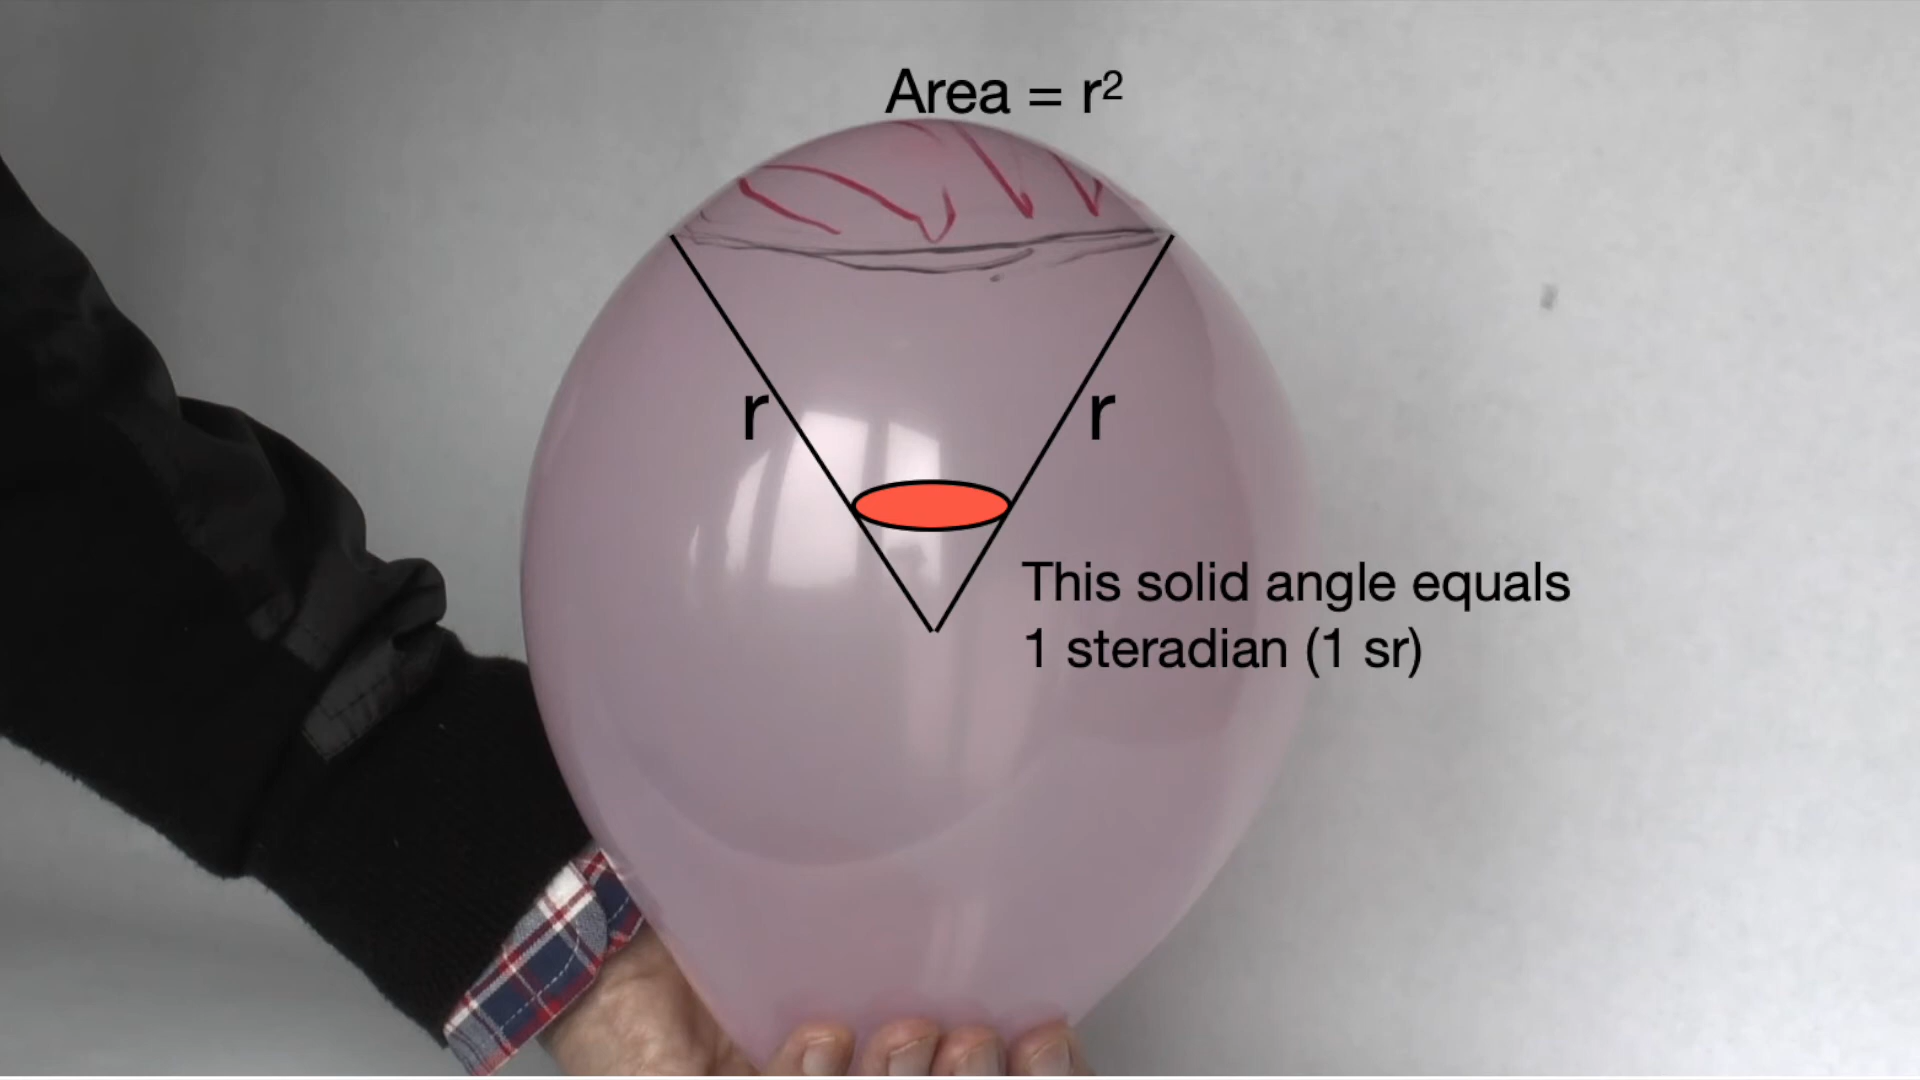 Area = r²
r
r
This solid angle equals
1 steradian (1 sr)